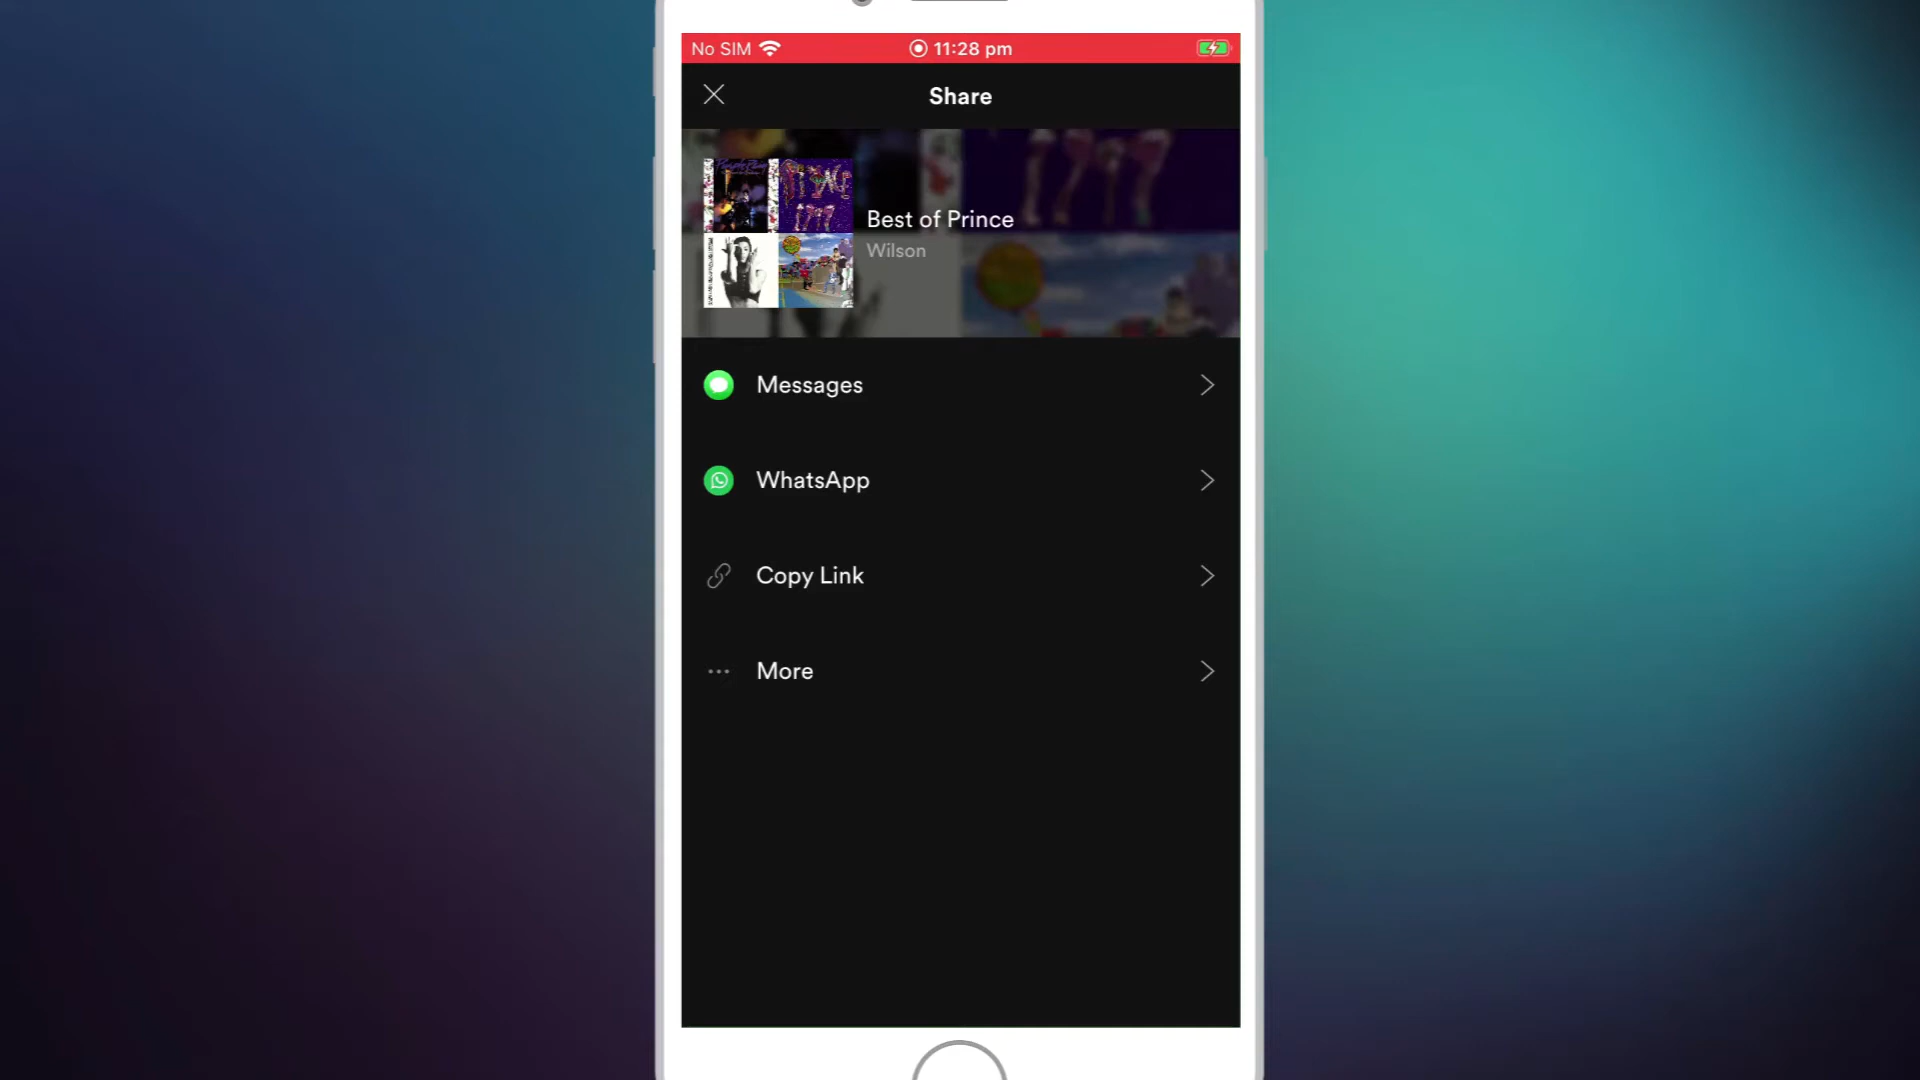 No SIM 11:28 pm
Share
Best of Prince
Wilson
Messages
WhatsApp
Copy Link
More